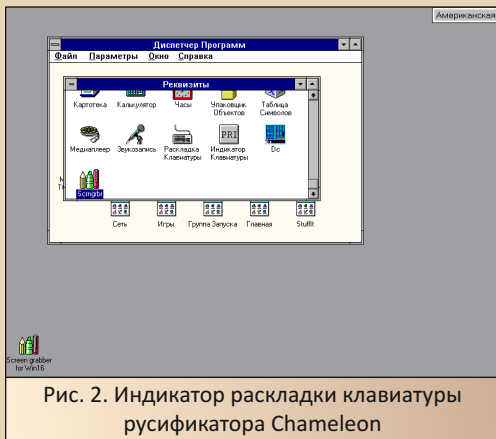 Американская
Диспетчер Программ
Файл Параметры Окно Справка
Реквизиты
Картотека Калькулятор Часы Упаковщик Объектов Таблица Символов
Медиаплеер Звукозапись Раскладка Клавиатуры Индикатор Клавиатуры Dc
PRI
Scrngrbr
Сеть Игры Группа Запуска Главная StuffIt
Screen grabber
for Win16
Рис. 2. Индикатор раскладки клавиатуры
русификатора Chameleon